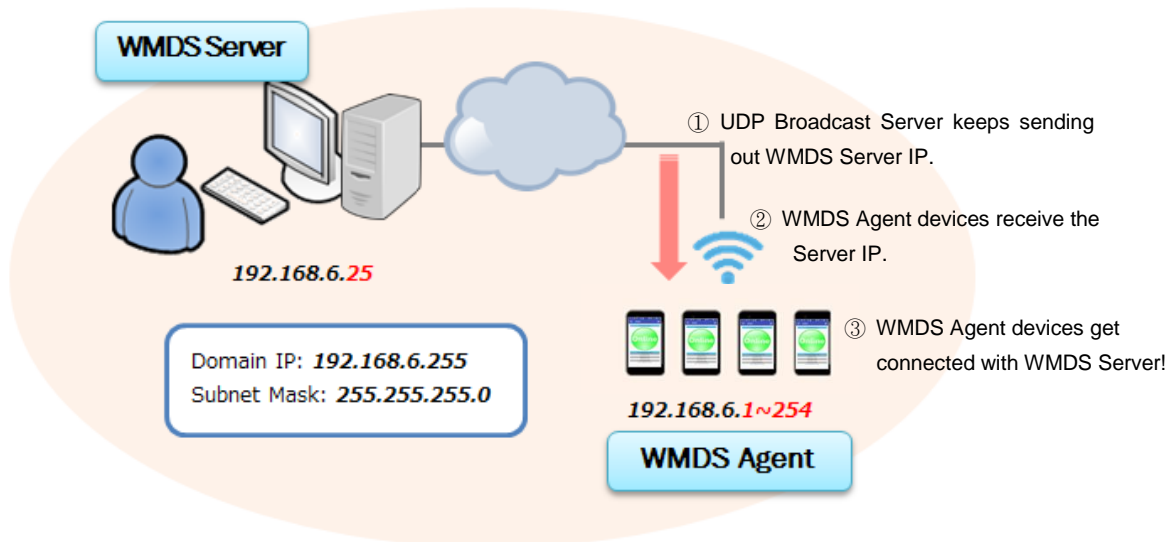 WMDS Server
① UDP Broadcast Server keeps sending
out WMDS Server IP.
② WMDS Agent devices receive the
Server IP.
192.168.6.25
Domain IP: 192.168.6.255
Subnet Mask: 255.255.255.0
③ WMDS Agent devices get
connected with WMDS Server!
192.168.6.1~254
WMDS Agent